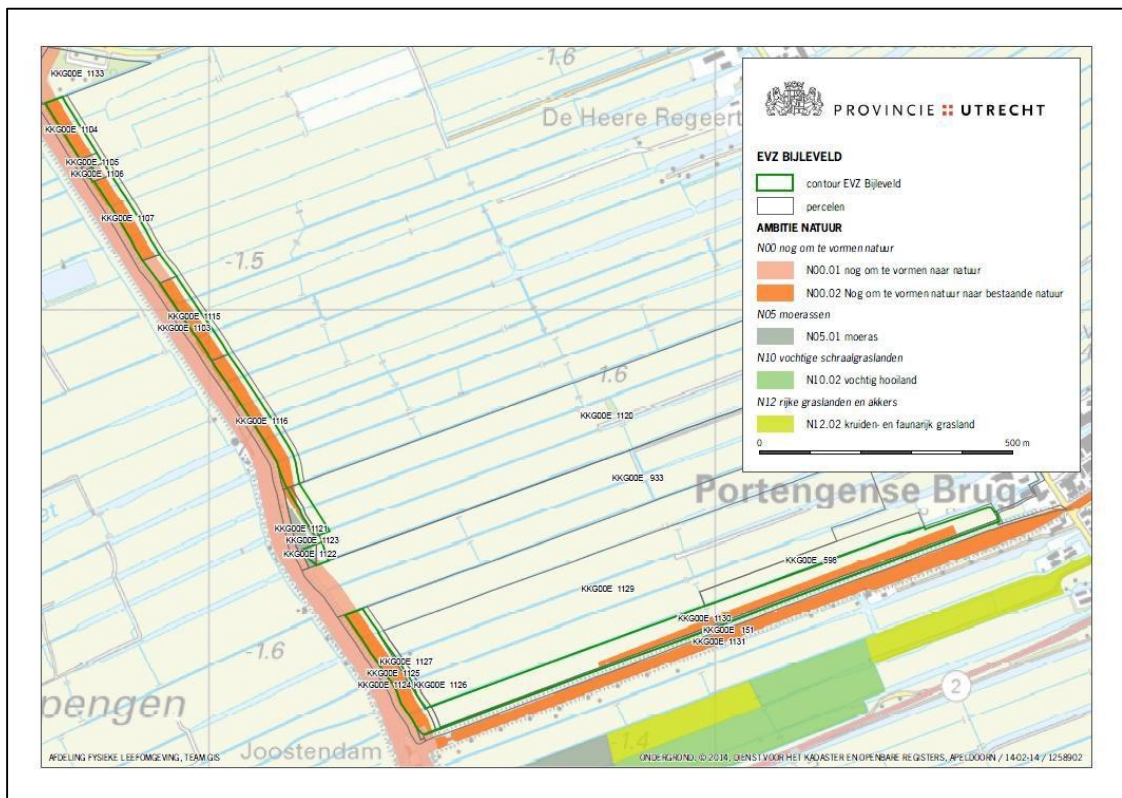 KKG00E 1133
-1.6
De Heere Regeert
KKG00E 1104
KKG00E 1105
KKG00E 1106
KKG00E 1107
-1.5
KKG00E 1115
KKG00E 1103
1.6
KKG00E 1116
KKG00E 1120
KKG00E 933
Portengense Brug
KKG00E 1121
KKG00E 1123
KKG00E 1122
KKG00E 598
KKG00E 1129
KKG00E 1130
KKG00E 151
KKG00E 1131
-1.6
KKG00E 1127
KKG00E 1125
KKG00E 1124
KKG00E 1126
2
pengen
Joostendam
-1.4
PROVINCIE UTRECHT
EVZ BIJLEVELD
contour EVZ Bijleveld
percelen
AMBITIE NATUUR
N00 nog om te vormen natuur
N00.01 nog om te vormen naar natuur
N00.02 Nog om te vormen natuur naar bestaande natuur
N05 moerassen
N05.01 moeras
N10 vochtige schraalgraslanden
N10.02 vochtig hooiland
N12 rijke graslanden en akkers
N12.02 kruiden- en faunarijk grasland
0 500 m
AFDELING FYSIEKE LEEFOMGEVING, TEAM GIS
ONDERGROND: © 2014, DIENST VOOR HET KADASTER EN OPENBARE REGISTERS, APELDOORN / 14-02-14 / 1258902